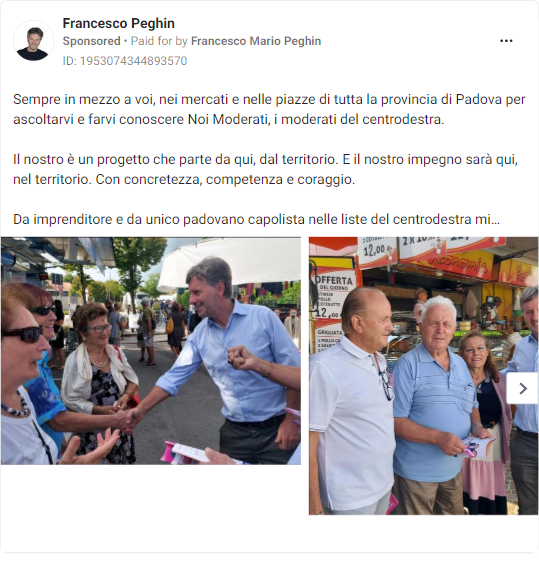 Francesco Peghin
Sponsored • Paid for by Francesco Mario Peghin
ID: 1953074344893570
Sempre in mezzo a voi, nei mercati e nelle piazze di tutta la provincia di Padova per
ascoltarvi e farvi conoscere Noi Moderati, i moderati del centrodestra.
Il nostro è un progetto che parte da qui, dal territorio. E il nostro impegno sarà qui,
nel territorio. Con concretezza, competenza e coraggio.
Da imprenditore e da unico padovano capolista nelle liste del centrodestra mi...
12,00
12,00
OFFERTA
DEL GIORNO
12,00
GRIGLIATA